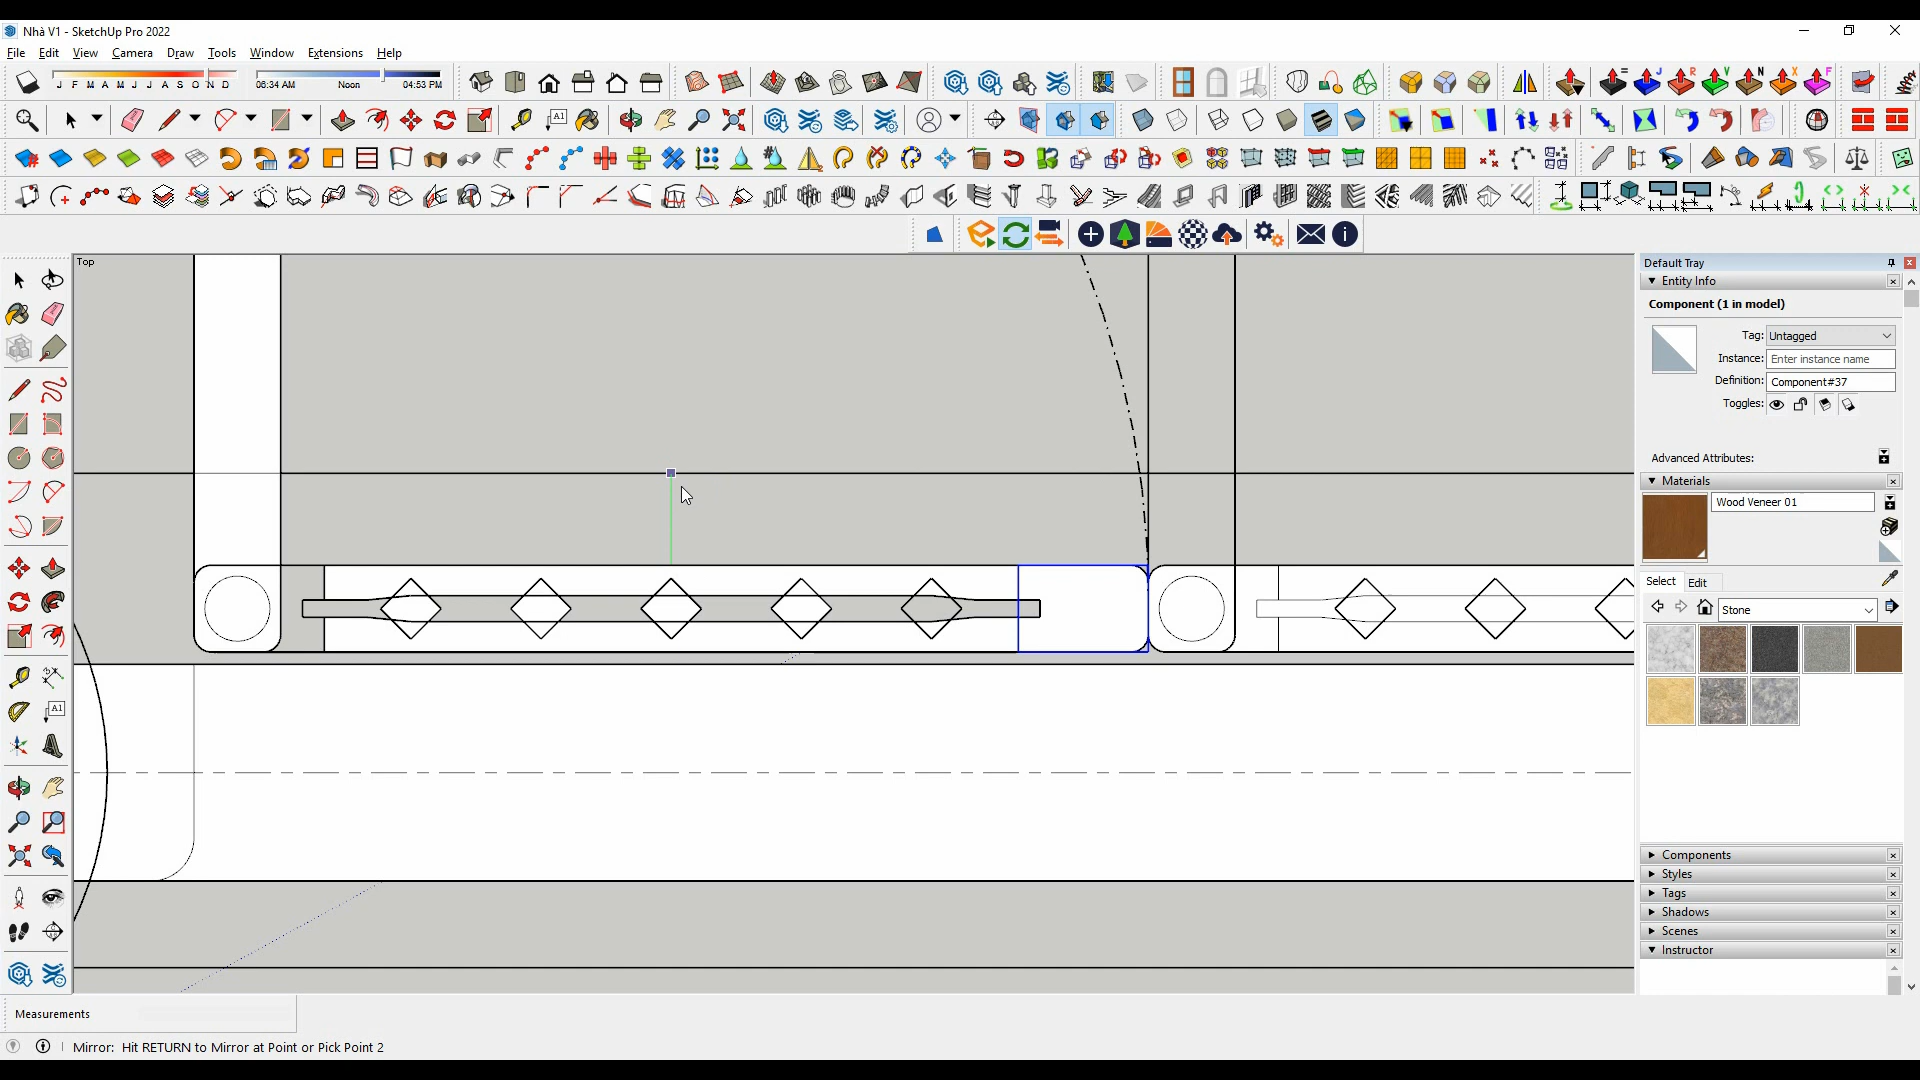 Nhà V1 - SketchUp Pro 2022
File Edit View Camera Draw Tools Window Extensions Help
J F M A M J J A S O N D
06:34 AM Noon 04:53 PM
A1
Top
A1
Default Tray
Entity Info
Component (1 in model)
Tag: Untagged
Instance: Enter instance name
Definition: Component#37
Toggles:
Advanced Attributes:
Materials
Wood Veneer 01
Select Edit
Stone
Components
Styles
Tags
Shadows
Scenes
Instructor
Measurements
Mirror: Hit RETURN to Mirror at Point or Pick Point 2